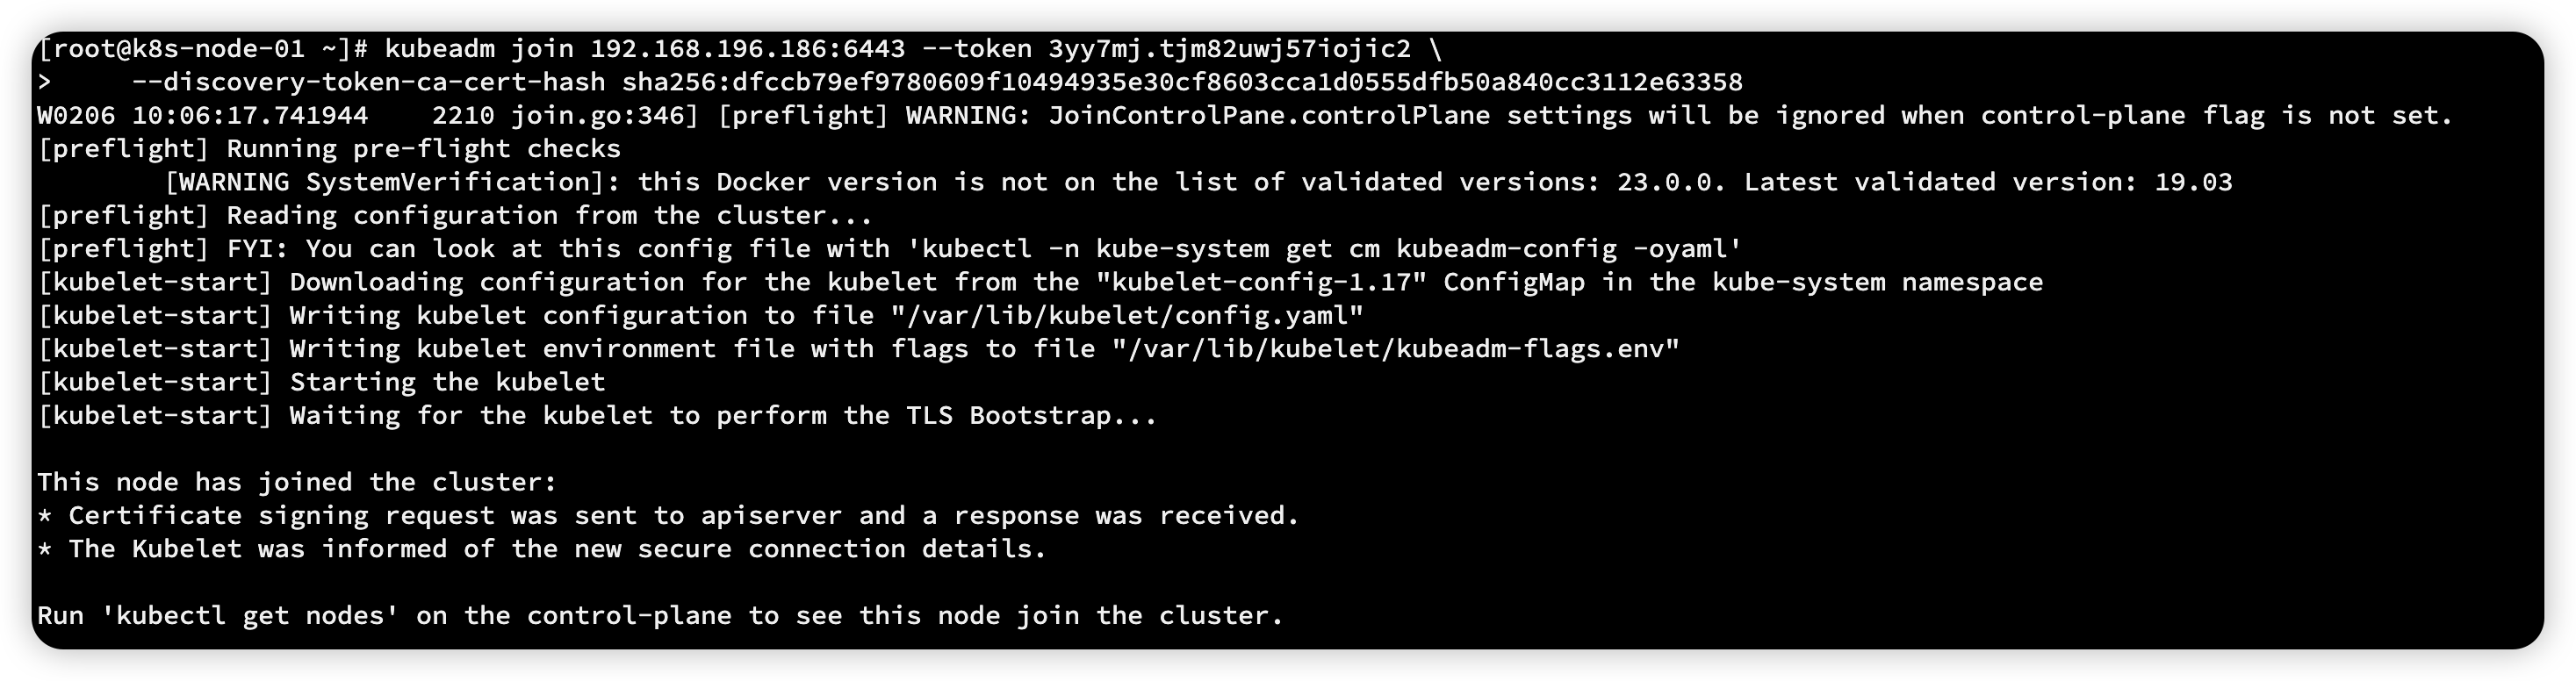 [root@k8s-node-01 ~]# kubeadm join 192.168.196.186:6443 --token 3yy7mj.tjm82uwj57iojic2 \
>     --discovery-token-ca-cert-hash sha256:dfccb79ef9780609f10494935e30cf8603cca1d0555dfb50a840cc3112e63358
W0206 10:06:17.741944    2210 join.go:346] [preflight] WARNING: JoinControlPane.controlPlane settings will be ignored when control-plane flag is not set.
[preflight] Running pre-flight checks
        [WARNING SystemVerification]: this Docker version is not on the list of validated versions: 23.0.0. Latest validated version: 19.03
[preflight] Reading configuration from the cluster...
[preflight] FYI: You can look at this config file with 'kubectl -n kube-system get cm kubeadm-config -oyaml'
[kubelet-start] Downloading configuration for the kubelet from the "kubelet-config-1.17" ConfigMap in the kube-system namespace
[kubelet-start] Writing kubelet configuration to file "/var/lib/kubelet/config.yaml"
[kubelet-start] Writing kubelet environment file with flags to file "/var/lib/kubelet/kubeadm-flags.env"
[kubelet-start] Starting the kubelet
[kubelet-start] Waiting for the kubelet to perform the TLS Bootstrap...

This node has joined the cluster:
* Certificate signing request was sent to apiserver and a response was received.
* The Kubelet was informed of the new secure connection details.

Run 'kubectl get nodes' on the control-plane to see this node join the cluster.